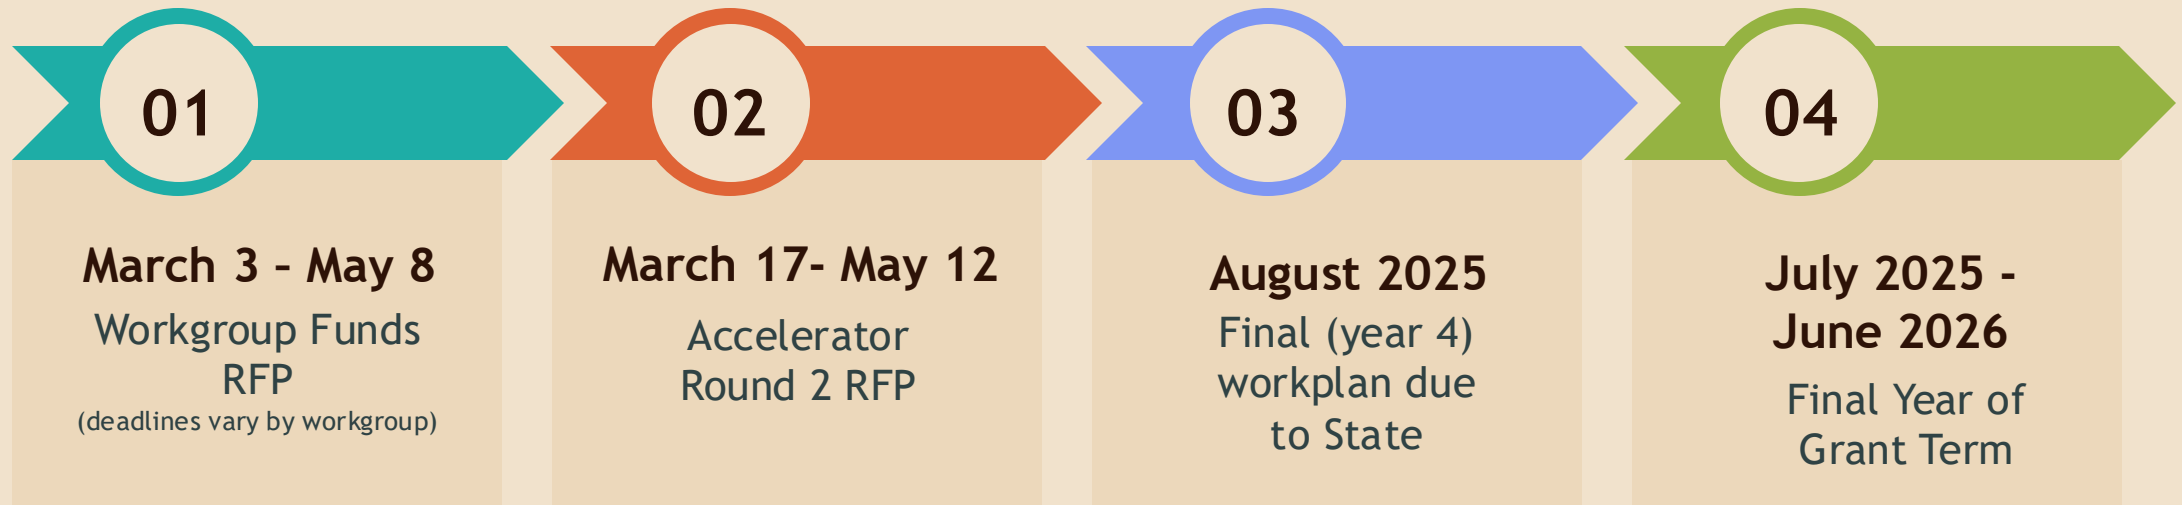 01
March 3 – May 8
Workgroup Funds
RFP
(deadlines vary by workgroup)
02
March 17- May 12
Accelerator
Round 2 RFP
03
August 2025
Final (year 4)
workplan due
to State
04
July 2025 -
June 2026
Final Year of
Grant Term